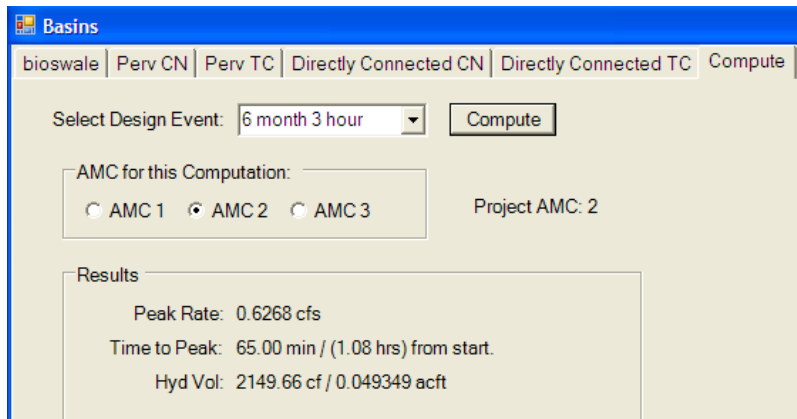 Basins
bioswale Perv CN Perv TC Directly Connected CN Directly Connected TC Compute
Select Design Event: 6 month 3 hour Compute
AMC for this Computation:
AMC 1 AMC 2 AMC 3 Project AMC: 2
Results
Peak Rate: 0.6268 cfs
Time to Peak: 65.00 min / (1.08 hrs) from start.
Hyd Vol: 2149.66 cf / 0.049349 acft